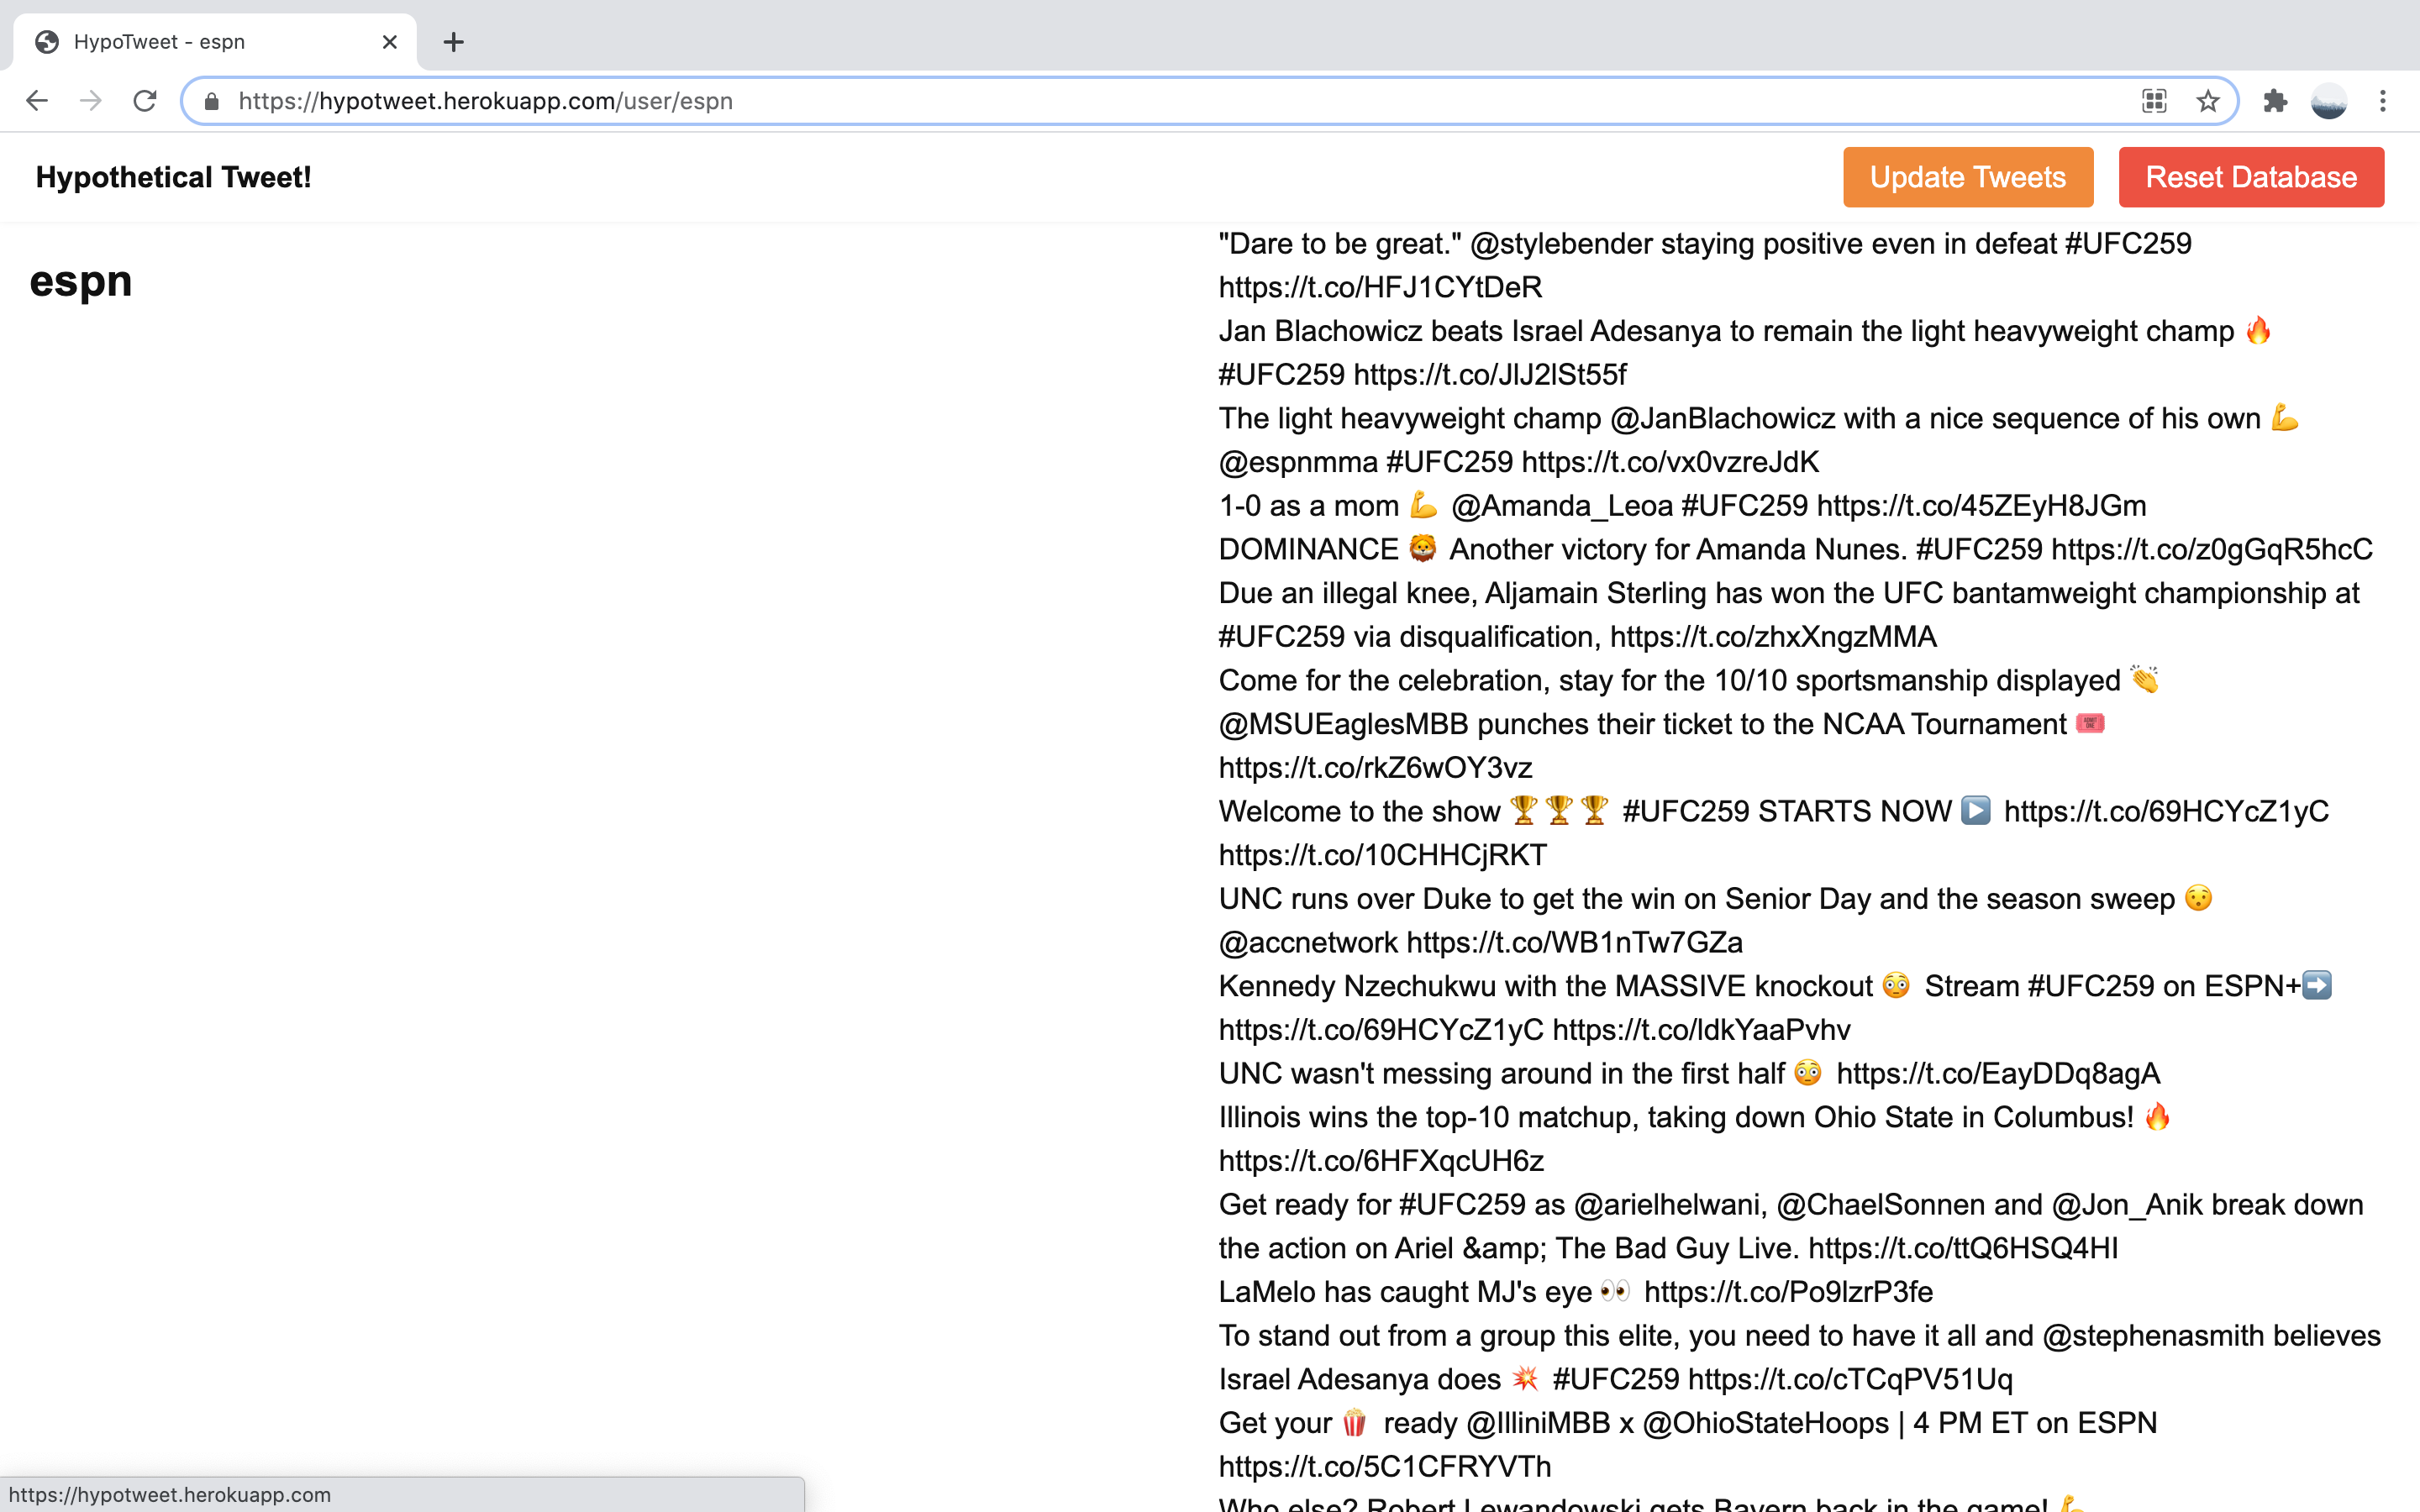 HypoTweet - espn
https://hypotweet.herokuapp.com/user/espn
Hypothetical Tweet!
Update Tweets
Reset Database
espn
"Dare to be great." @stylebender staying positive even in defeat #UFC259
https://t.co/HFJ1CYtDeR
Jan Blachowicz beats Israel Adesanya to remain the light heavyweight champ 🔥
#UFC259 https://t.co/JlJ2lSt55f
The light heavyweight champ @JanBlachowicz with a nice sequence of his own 💪
@espnmma #UFC259 https://t.co/vx0vzreJdK
1-0 as a mom 💪 @Amanda_Leoa #UFC259 https://t.co/45ZEyH8JGm
DOMINANCE 🦁 Another victory for Amanda Nunes. #UFC259 https://t.co/z0gGqR5hcC
Due an illegal knee, Aljamain Sterling has won the UFC bantamweight championship at
#UFC259 via disqualification, https://t.co/zhxXngzMMA
Come for the celebration, stay for the 10/10 sportsmanship displayed 👏
@MSUEaglesMBB punches their ticket to the NCAA Tournament 🎟
https://t.co/rkZ6wOY3vz
Welcome to the show 🏆🏆🏆 #UFC259 STARTS NOW ▶️ https://t.co/69HCYcZ1yC
https://t.co/10CHHCjRKT
UNC runs over Duke to get the win on Senior Day and the season sweep 😯
@accnetwork https://t.co/WB1nTw7GZa
Kennedy Nzechukwu with the MASSIVE knockout 😳 Stream #UFC259 on ESPN+➡️
https://t.co/69HCYcZ1yC https://t.co/ldkYaaPvhv
UNC wasn't messing around in the first half 😳 https://t.co/EayDDq8agA
Illinois wins the top-10 matchup, taking down Ohio State in Columbus! 🔥
https://t.co/6HFXqcUH6z
Get ready for #UFC259 as @arielhelwani, @ChaelSonnen and @Jon_Anik break down
the action on Ariel &amp; The Bad Guy Live. https://t.co/ttQ6HSQ4HI
LaMelo has caught MJ's eye 👀 https://t.co/Po9lzrP3fe
To stand out from a group this elite, you need to have it all and @stephenasmith believes
Israel Adesanya does 💥 #UFC259 https://t.co/cTCqPV51Uq
Get your 🍿 ready @IlliniMBB x @OhioStateHoops | 4 PM ET on ESPN
https://t.co/5C1CFRYVTh
Who else? Robert Lewandowski gets Bayern back in the game! 💪
https://hypotweet.herokuapp.com